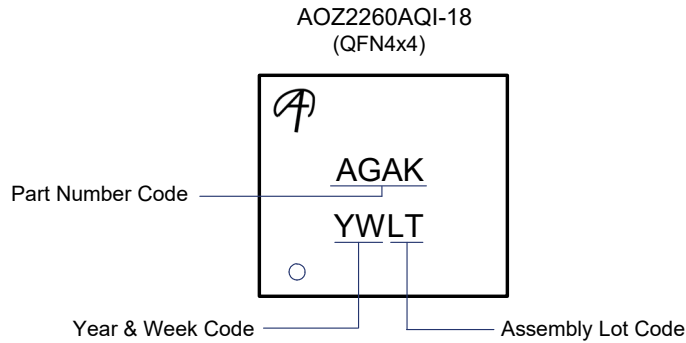 AOZ2260AQI-18
(QFN4x4)
AGAK
Part Number Code
YWLT
Year & Week Code
Assembly Lot Code